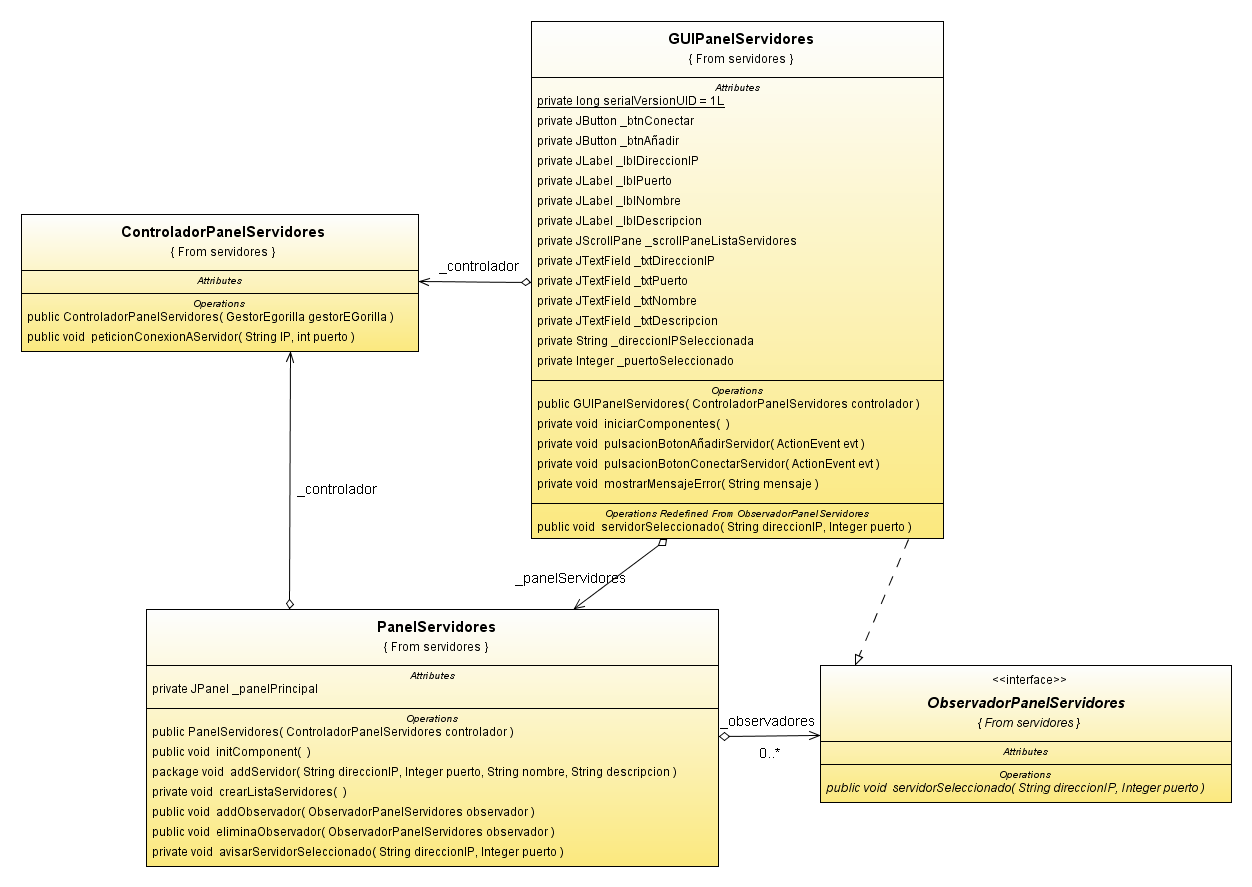 GUIPanelServidores
{ From servidores }
Attributes
private long serialVersionUID = 1L
private JButton _btnConectar
private JButton _btnAñadir
private JLabel _lblDireccionIP
private JLabel _lblPuerto
private JLabel _lblNombre
private JLabel _lblDescripcion
private JScrollPane _scrollPaneListaServidores
private JTextField _txtDireccionIP
private JTextField _txtPuerto
private JTextField _txtNombre
private JTextField _txtDescripcion
private String _direccionIPSeleccionada
private Integer _puertoSeleccionado
Operations
public GUIPanelServidores( ControladorPanelServidores controlador )
private void iniciarComponentes( )
private void pulsacionBotonAñadirServidor( ActionEvent evt )
private void pulsacionBotonConectarServidor( ActionEvent evt )
private void mostrarMensajeError( String mensaje )
Operations Redefined From ObservadorPanelServidores
public void servidorSeleccionado( String direccionIP, Integer puerto )
ControladorPanelServidores
{ From servidores }
Attributes
Operations
public ControladorPanelServidores( GestorEgorilla gestorEGorilla )
public void peticionConexionAServidor( String IP, int puerto )
_controlador
_controlador
_panelServidores
PanelServidores
{ From servidores }
Attributes
private JPanel _panelPrincipal
Operations
public PanelServidores( ControladorPanelServidores controlador )
public void initComponent( )
package void addServidor( String direccionIP, Integer puerto, String nombre, String descripcion )
private void crearListaServidores( )
public void addObservador( ObservadorPanelServidores observador )
public void eliminaObservador( ObservadorPanelServidores observador )
private void avisarServidorSeleccionado( String direccionIP, Integer puerto )
_observadores
0..*
<<interface>>
ObservadorPanelServidores
{ From servidores }
Attributes
Operations
public void servidorSeleccionado( String direccionIP, Integer puerto )